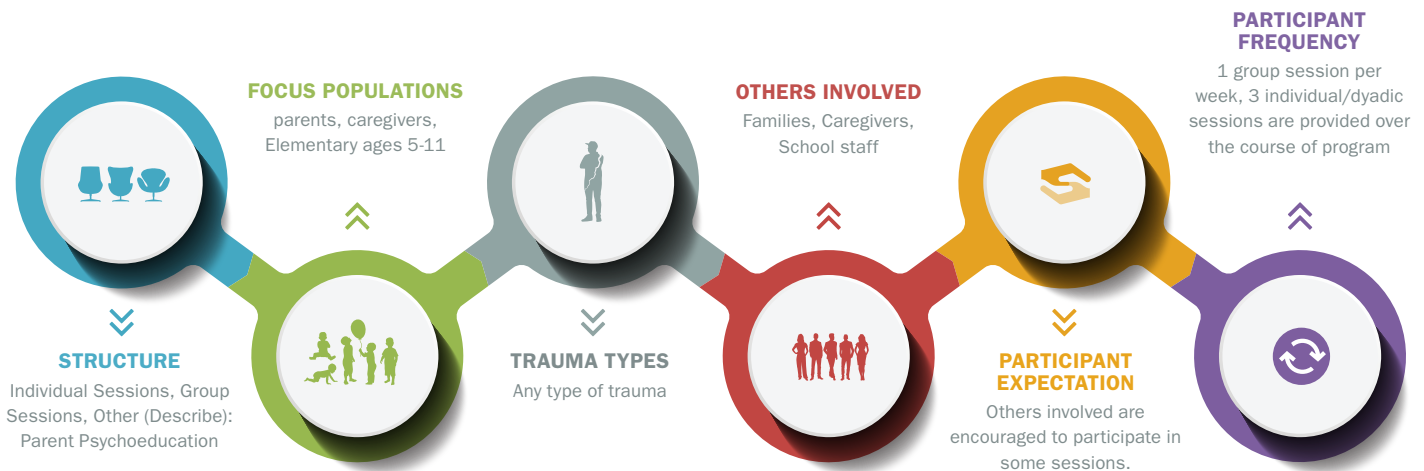 STRUCTURE
Individual Sessions, Group
Sessions, Other (Describe):
Parent Psychoeducation
FOCUS POPULATIONS
parents, caregivers,
Elementary ages 5-11
TRAUMA TYPES
Any type of trauma
OTHERS INVOLVED
Families, Caregivers,
School staff
PARTICIPANT
EXPECTATION
Others involved are
encouraged to participate in
some sessions.
PARTICIPANT
FREQUENCY
1 group session per
week, 3 individual/dyadic
sessions are provided over
the course of program